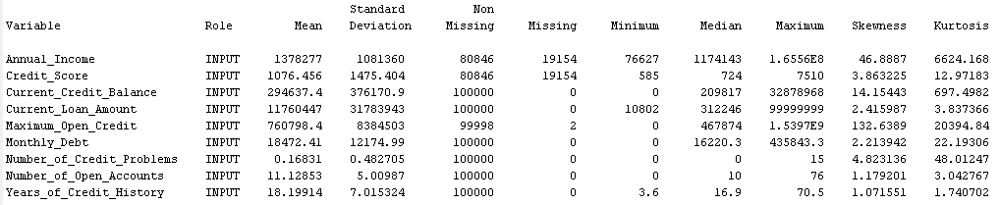 Standard Non
Variable Role Mean Deviation Missing Missing Minimum Median Maximum Skewness Kurtosis
Annual_Income INPUT 1378277 1081360 80846 19154 76627 1174143 1.6556E8 46.8887 6624.168
Credit_Score INPUT 1076.456 1475.404 80846 19154 585 724 7510 3.863225 12.97183
Current_Credit_Balance INPUT 294637.4 376170.9 100000 0 0 209817 32878968 14.15443 697.4982
Current_Loan_Amount INPUT 11760447 31783943 100000 0 10802 312246 99999999 2.415987 3.837366
Maximum_Open_Credit INPUT 760798.4 8384503 99998 2 0 467874 1.5397E9 132.6389 20394.84
Monthly_Debt INPUT 18472.41 12174.99 100000 0 0 16220.3 435843.3 2.213942 22.19306
Number_of_Credit_Problems INPUT 0.16831 0.482705 100000 0 0 0 15 4.823136 48.01247
Number_of_Open_Accounts INPUT 11.12853 5.00987 100000 0 0 10 76 1.179201 3.042767
Years_of_Credit_History INPUT 18.19914 7.015324 100000 0 3.6 16.9 70.5 1.071551 1.740702